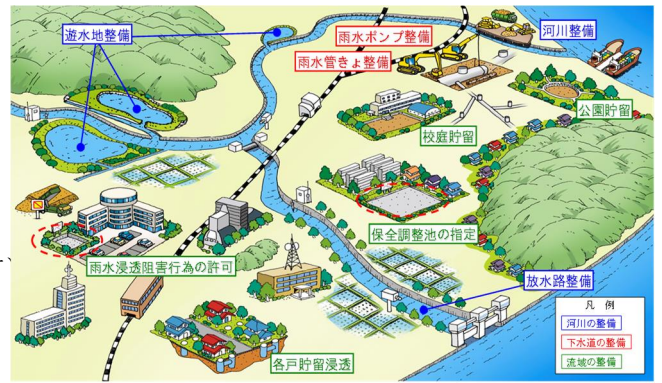 遊水地整備
雨水ポンプ整備
雨水管きょ整備
河川整備
公園貯留
校庭貯留
保全調整池の指定
雨水浸透阻害行為の許可
放水路整備
各戸貯留浸透
凡 例
河川の整備
下水道の整備
流域の整備